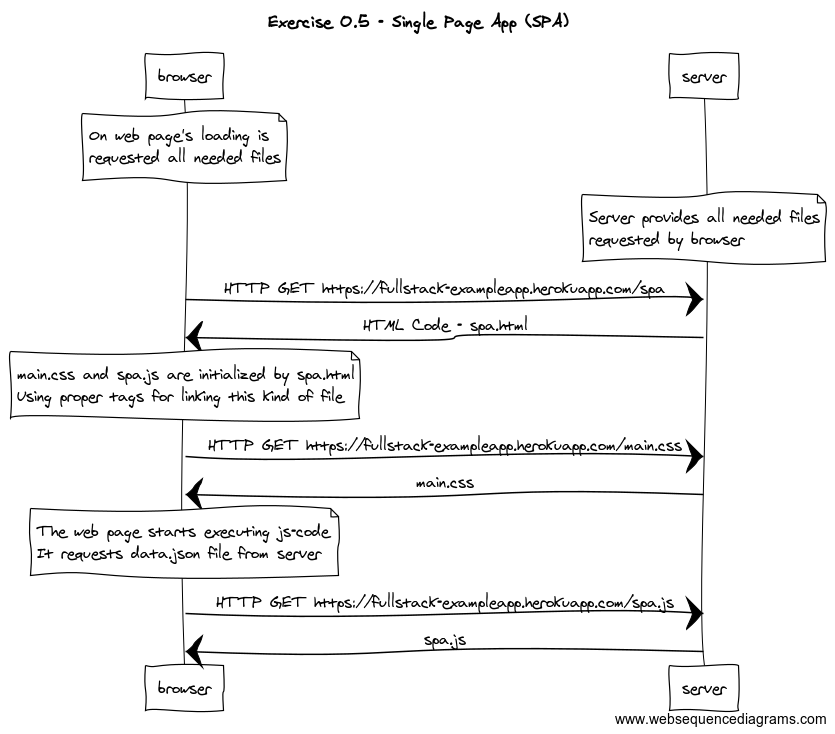 Exercise 0.5 - Single Page App (SPA)
browser
server
On web page's loading is
requested all needed files
Server provides all needed files
requested by browser
HTTP GET https://fullstack-exampleapp.herokuapp.com/spa
HTML Code - spa.html
main.css and spa.js are initialized by spa.html
Using proper tags for linking this kind of file
HTTP GET https://fullstack-exampleapp.herokuapp.com/main.css
main.css
The web page starts executing js-code
It requests data.json file from server
HTTP GET https://fullstack-exampleapp.herokuapp.com/spa.js
spa.js
browser
server
www.websequencediagrams.com